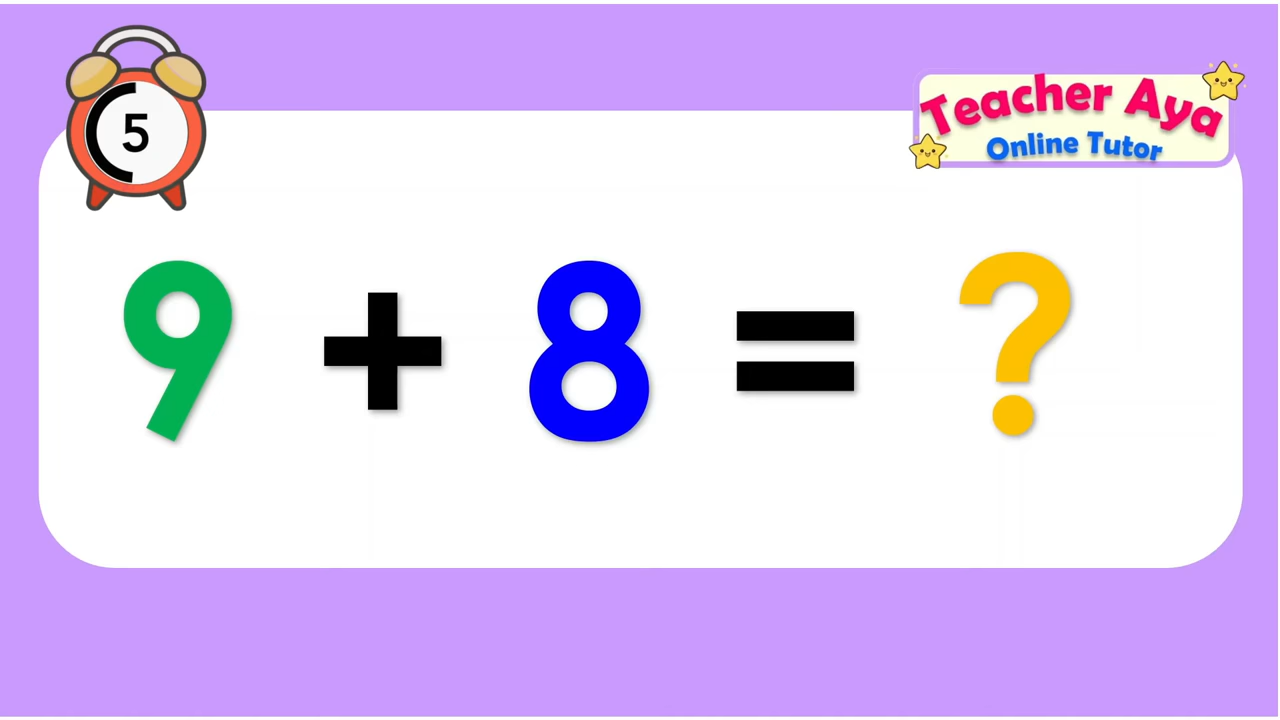 5
Teacher Aya
Online Tutor
9 + 8 = ?